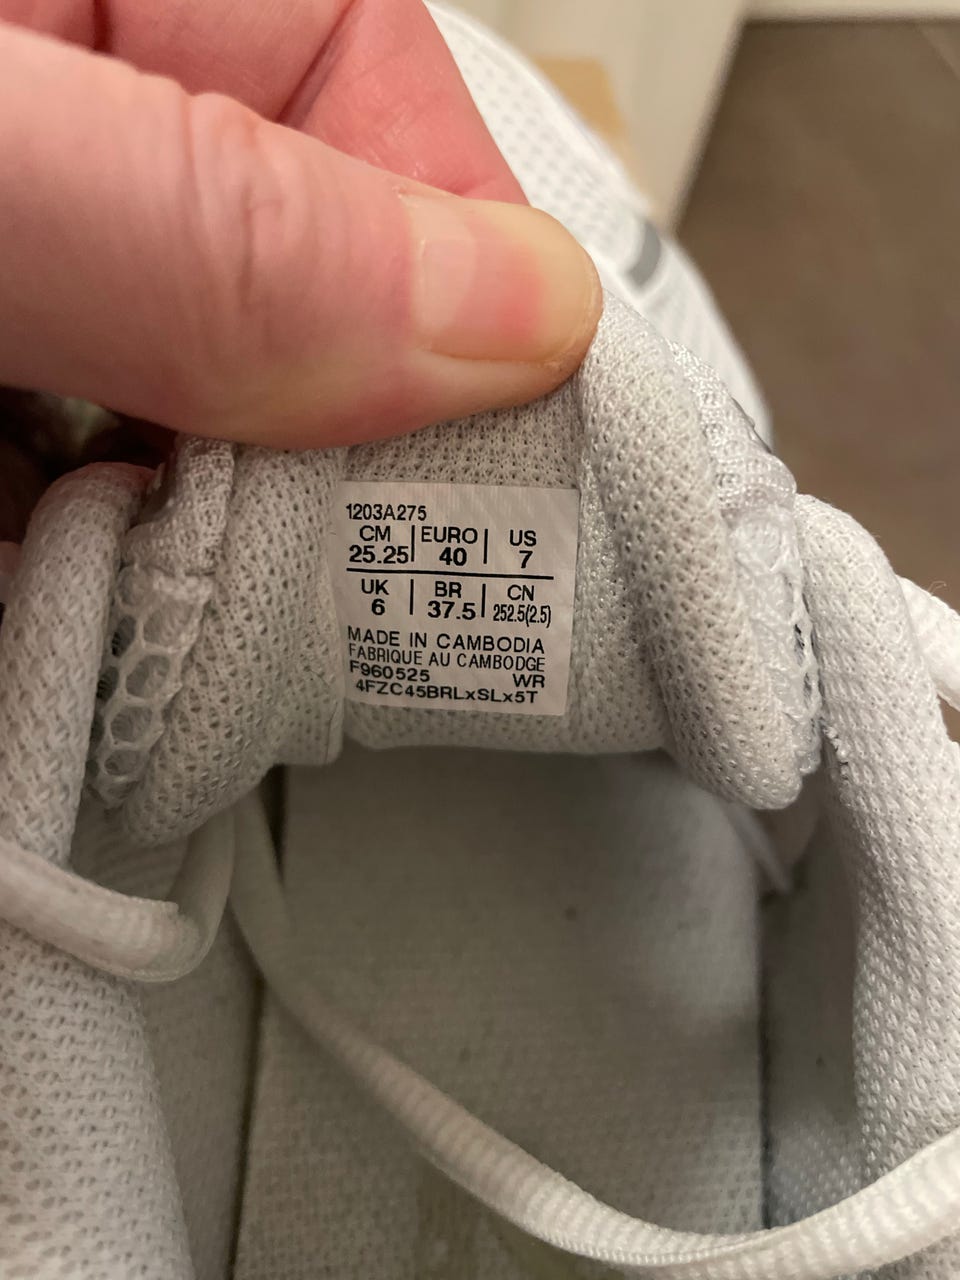 1203A275
CM | EURO | US
25.25 | 40 | 7
UK | BR | CN
6 | 37.5 | 252.5(2.5)
MADE IN CAMBODIA
FABRIQUE AU CAMBODGE
F960525 WR
4FZC45BRLxSLx5T